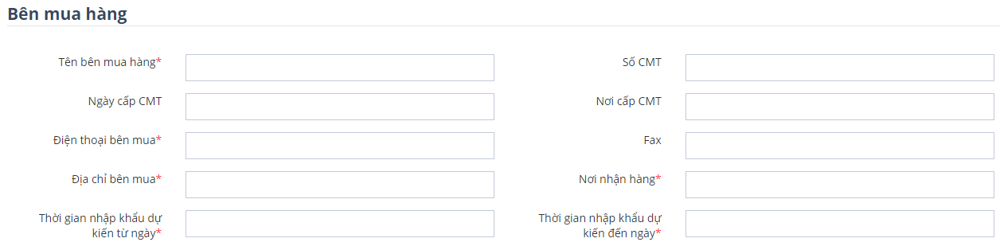 Bên mua hàng
Tên bên mua hàng*
Số CMT
Ngày cấp CMT
Nơi cấp CMT
Điện thoại bên mua*
Fax
Địa chỉ bên mua*
Nơi nhận hàng*
Thời gian nhập khẩu dự
kiến từ ngày*
Thời gian nhập khẩu dự
kiến đến ngày*